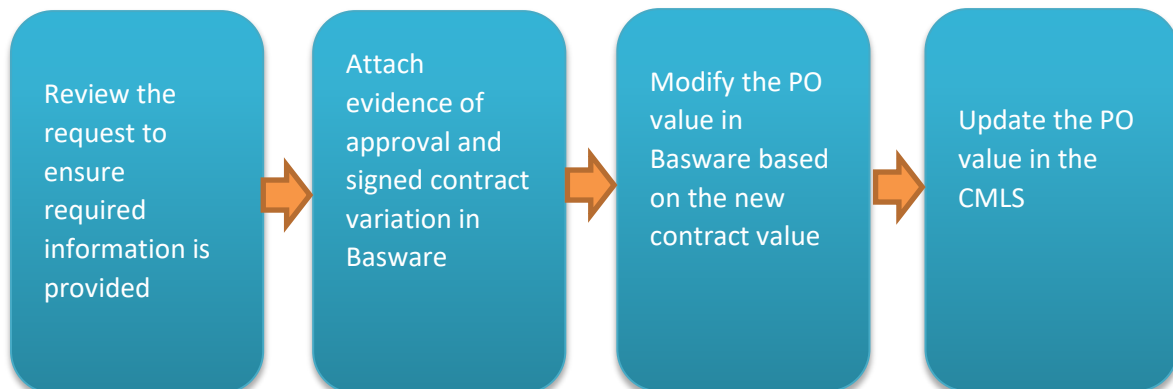 Review the
request to
ensure
required
information is
provided
Attach
evidence of
approval and
signed contract
variation in
Basware
Modify the PO
value in
Basware based
on the new
contract value
Update the PO
value in the
CMLS